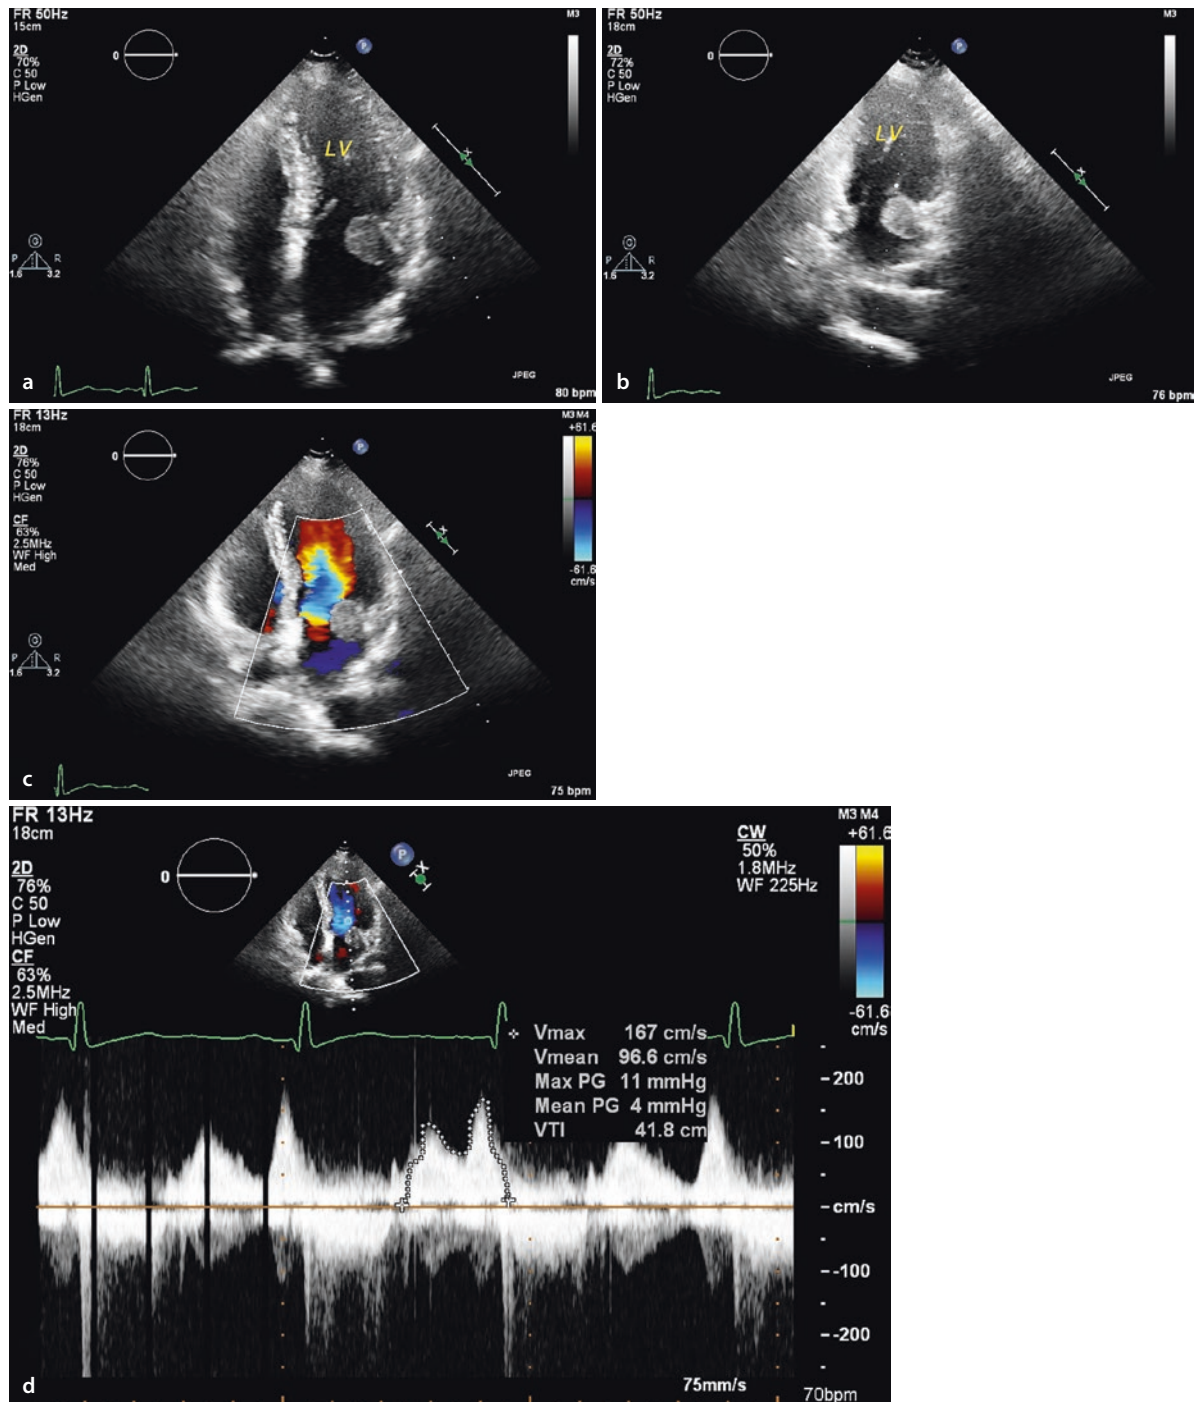 FR 50Hz
15cm
2D
70%
C 50
P Low
HGen
0
P
M3
LV
x
G
P R
1.6 3.2
JPEG
80 bpm
a
FR 50Hz
18cm
2D
72%
C 50
P Low
HGen
0
P
M3
LV
x
G
P R
1.6 3.2
JPEG
76 bpm
b
FR 13Hz
18cm
2D
76%
C 50
P Low
HGen
CF
63%
2.5MHz
WF High
Med
0
P
M3 M4
+61.6
-61.6
cm/s
x
G
P R
1.6 3.2
JPEG
75 bpm
c
FR 13Hz
18cm
2D
76%
C 50
P Low
HGen
CF
63%
2.5MHz
WF High
Med
0
P
X
CW
50%
1.8MHz
WF 225Hz
M3 M4
+61.6
-61.6
cm/s
Vmax 167 cm/s
Vmean 96.6 cm/s
Max PG 11 mmHg
Mean PG 4 mmHg
VTI 41.8 cm
200
100
cm/s
-100
-200
75mm/s
70bpm
d